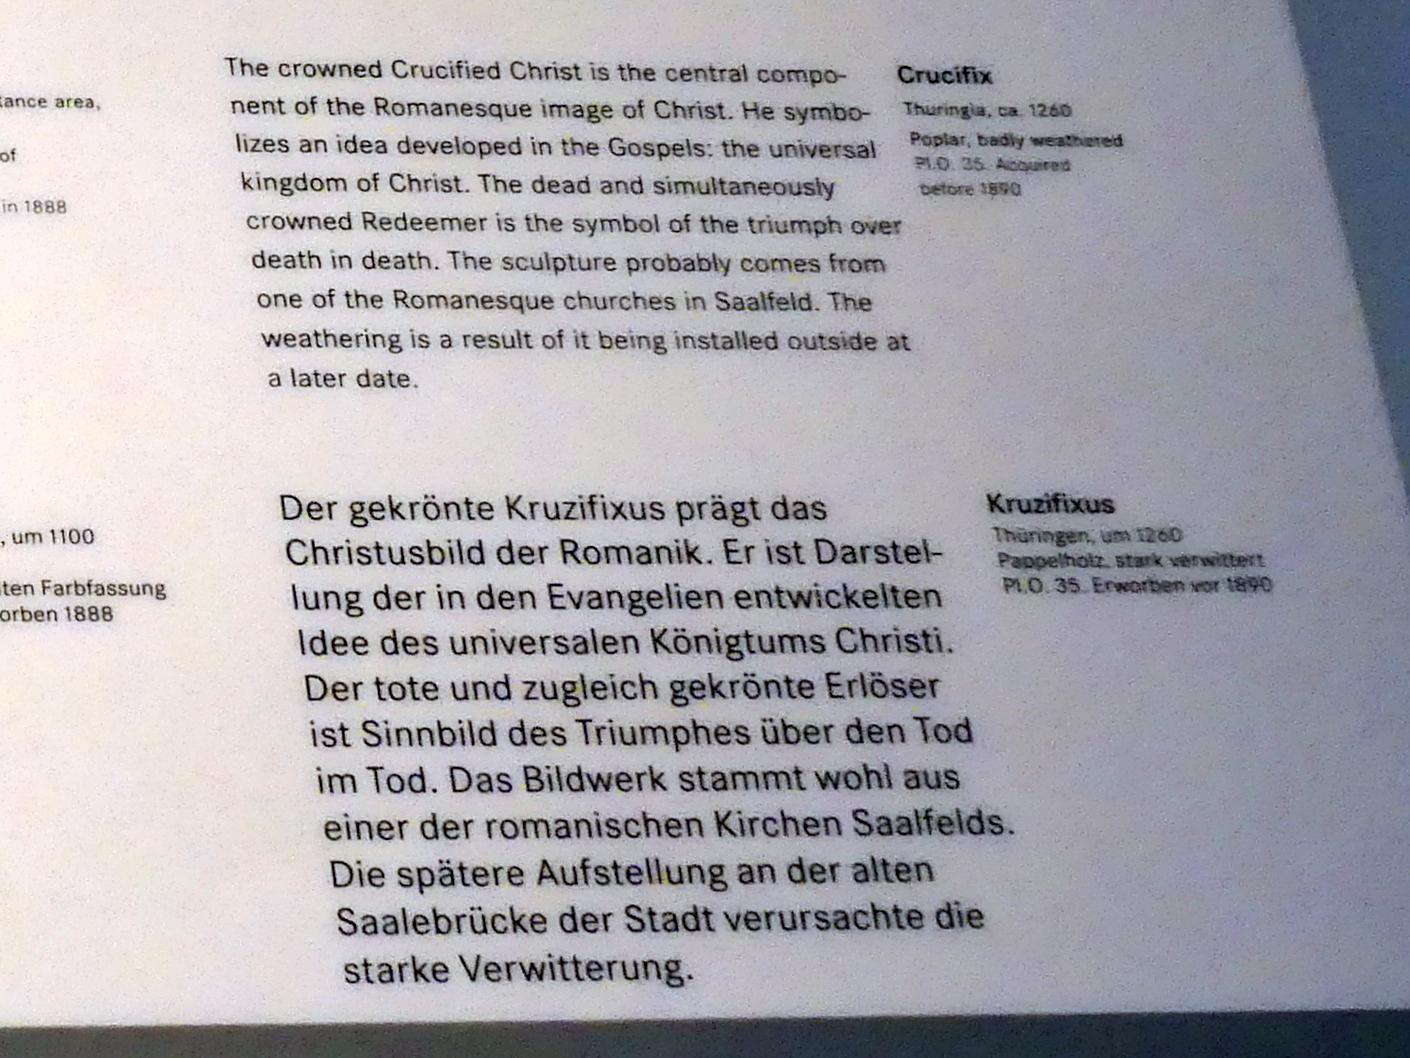 tance area,
of
in 1888
The crowned Crucified Christ is the central compo-
nent of the Romanesque image of Christ. He symbo-
lizes an idea developed in the Gospels: the universal
kingdom of Christ. The dead and simultaneously
crowned Redeemer is the symbol of the triumph over
death in death. The sculpture probably comes from
one of the Romanesque churches in Saalfeld. The
weathering is a result of it being installed outside at
a later date.
Crucifix
Thuringia, ca. 1260
Poplar, badly weathered
Pl.O. 35. Acquired
before 1890
, um 1100
ten Farbfassung
orben 1888
Der gekrönte Kruzifixus prägt das
Christusbild der Romanik. Er ist Darstel-
lung der in den Evangelien entwickelten
Idee des universalen Königtums Christi.
Der tote und zugleich gekrönte Erlöser
ist Sinnbild des Triumphes über den Tod
im Tod. Das Bildwerk stammt wohl aus
einer der romanischen Kirchen Saalfelds.
Die spätere Aufstellung an der alten
Saalebrücke der Stadt verursachte die
starke Verwitterung.
Kruzifixus
Thüringen, um 1260
Pappelholz, stark verwittert
Pl.O. 35. Erworben vor 1890